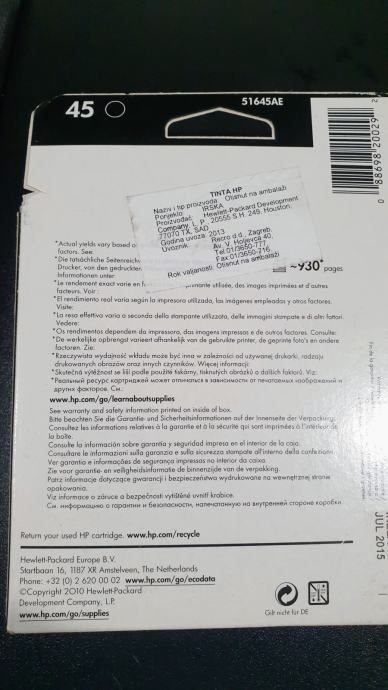 45
51645AE
TINTA HP
Naziv i tip proizvoda: Otisnut na ambalaži
Porijeklo: IRSKA
Proizvođač: Hewlett-Packard Development
Company, L. P., 20555 S.H. 249, Houston,
77070 TX, SAD
Godina uvoza: 2013
Uvoznik: Recro d.d., Zagreb,
Av. V. Holjevca 40,
Tel.01/3650-777
Fax:01/3650-716
Rok valjanosti: Otisnut na ambalaži
~930* pages
*Actual yields vary based o
factors. See:
*Die tatsächliche Seitenreich
Drucker, von den gedruckten
Informationen unter:
*Le rendement exact varie en f
facteurs. Voir :
utilisée, des images imprimées et d'autres
*El rendimiento real varía según la impresora utilizada, las imágenes empleadas y otros factores.
Visite:
*La resa effettiva varia a seconda della stampante utilizzata, delle immagini stampate e di altri fattori.
Vedere:
*Os rendimentos dependem da impressora, das imagens impressas e de outros factores. Consulte:
*De werkelijke opbrengst varieert afhankelijk van de gebruikte printer, de geprinte foto's en andere
factoren. Zie:
*Rzeczywista wydajność wkładu może być inna w zależności od używanej drukarki, rodzaju
drukowanych obrazów oraz innych czynników. Więcej informacji:
*Skutečná výtěžnost se liší podle použité tiskárny, tisknutých obrázků a dalších faktorů. Viz:
*Реальный ресурс картриджей может отличаться в зависимости от печатаемых изображений и
других факторов. См.:
www.hp.com/go/learnaboutsupplies
See warranty and safety information printed on inside of box.
Bitte beachten Sie die Garantie- und Sicherheitsinformationen auf der Innenseite der Verpackung.
Consultez les informations relatives à la garantie et à la sécurité qui sont imprimées à l'intérieur de
la boîte.
Consulte la información sobre garantía y seguridad impresa en el interior de la caja.
Consultare le informazioni sulla garanzia e sulla sicurezza stampate all'interno della confezione.
Ver garantia e informações de segurança impressas no interior da caixa.
Zie voor garantie- en veiligheidsinformatie de binnenzijde van de verpakking.
Patrz informacje dotyczące gwarancji i bezpieczeństwa wydrukowane na wewnętrznej stronie
opakowania.
Viz informace o záruce a bezpečnosti vytištěné uvnitř krabice.
См. информацию о гарантии и безопасности, напечатанную на внутренней стороне коробки.
Return your used HP cartridge. www.hp.com/recycle
Hewlett-Packard Europe B.V.
Startbaan 16, 1187 XR Amstelveen, The Netherlands
Phone: +32 (0) 2 620 00 02 www.hp.com/go/ecodata
©Copyright 2010 Hewlett-Packard
Development Company, L.P.
www.hp.com/go/supplies
Gilt nicht für DE
0 88698 20029 2
JUL 2015